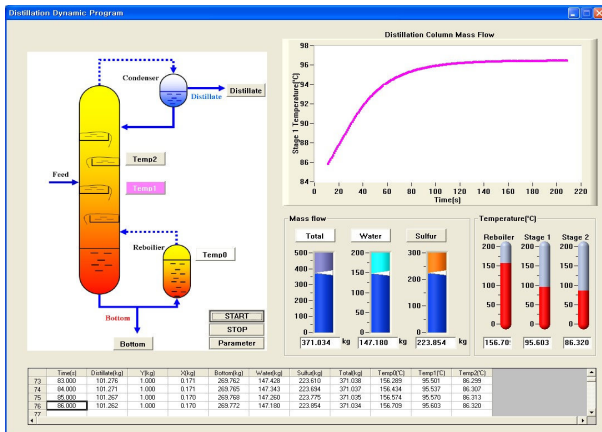 Distillation Dynamic Program
Condenser
Distillate
Distillate
Temp2
Feed
Temp1
Reboilier
Temp0
Bottom
Bottom
START
STOP
Parameter
Distillation Column Mass Flow
Stage 1 Temperature(℃)
98
96
94
92
90
88
86
84
0 20 40 60 80 100 120 140 160 180 200 220
Time(s)
Mass flow
Total Water Sulfur
500 200 300
400
300 150 200
200 100
100 50 100
0 0 0
371.034 kg 147.180 kg 223.854 kg
Temperature(℃)
Reboiler Stage 1 Stage 2
200 200 200
150 150 150
100 100 100
50 50 50
0 0 0
156.70 95.603 86.320
Time(s) Distillate(kg) Y(kg) X(kg) Bottom(kg) Water(kg) Sulfur(kg) Total(kg) Temp0(℃) Temp1(℃) Temp2(℃)
73 83.000 101.276 1.000 0.171 269.762 147.428 223.610 371.038 156.289 95.501 86.299
74 84.000 101.271 1.000 0.171 269.765 147.343 223.694 371.037 156.434 95.537 86.307
75 85.000 101.267 1.000 0.170 269.768 147.260 223.775 371.035 156.574 95.570 86.313
76 86.000 101.262 1.000 0.170 269.772 147.180 223.854 371.034 156.709 95.603 86.320
77